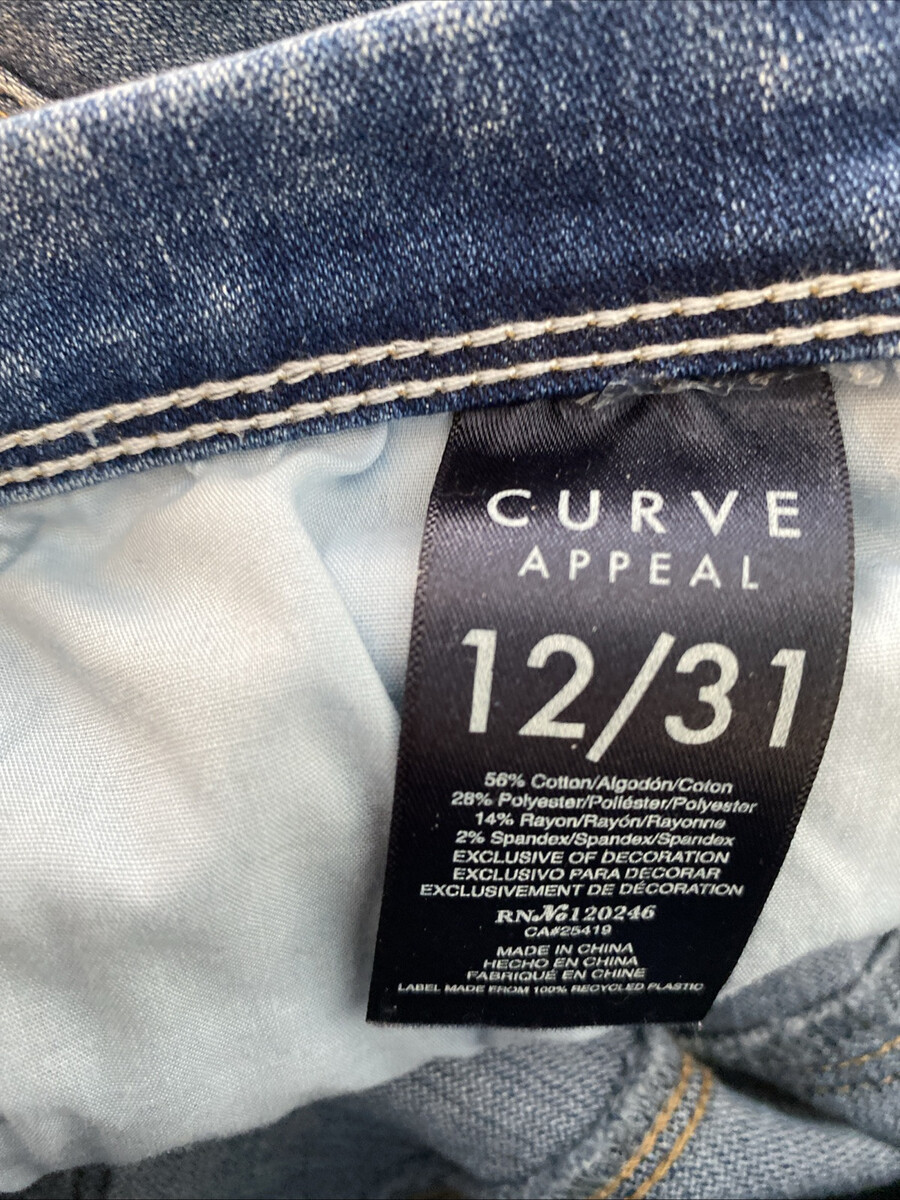 CURVE
APPEAL
12/31
56% Cotton/Algodón/Coton
28% Polyester/Poliéster/Polyester
14% Rayon/Rayón/Rayonne
2% Spandex/Spandex/Spandex
EXCLUSIVE OF DECORATION
EXCLUSIVO PARA DECORAR
EXCLUSIVEMENT DE DÉCORATION
RN№120246
CA#25419
MADE IN CHINA
HECHO EN CHINA
FABRIQUÉ EN CHINE
LABEL MADE FROM 100% RECYCLED PLASTIC